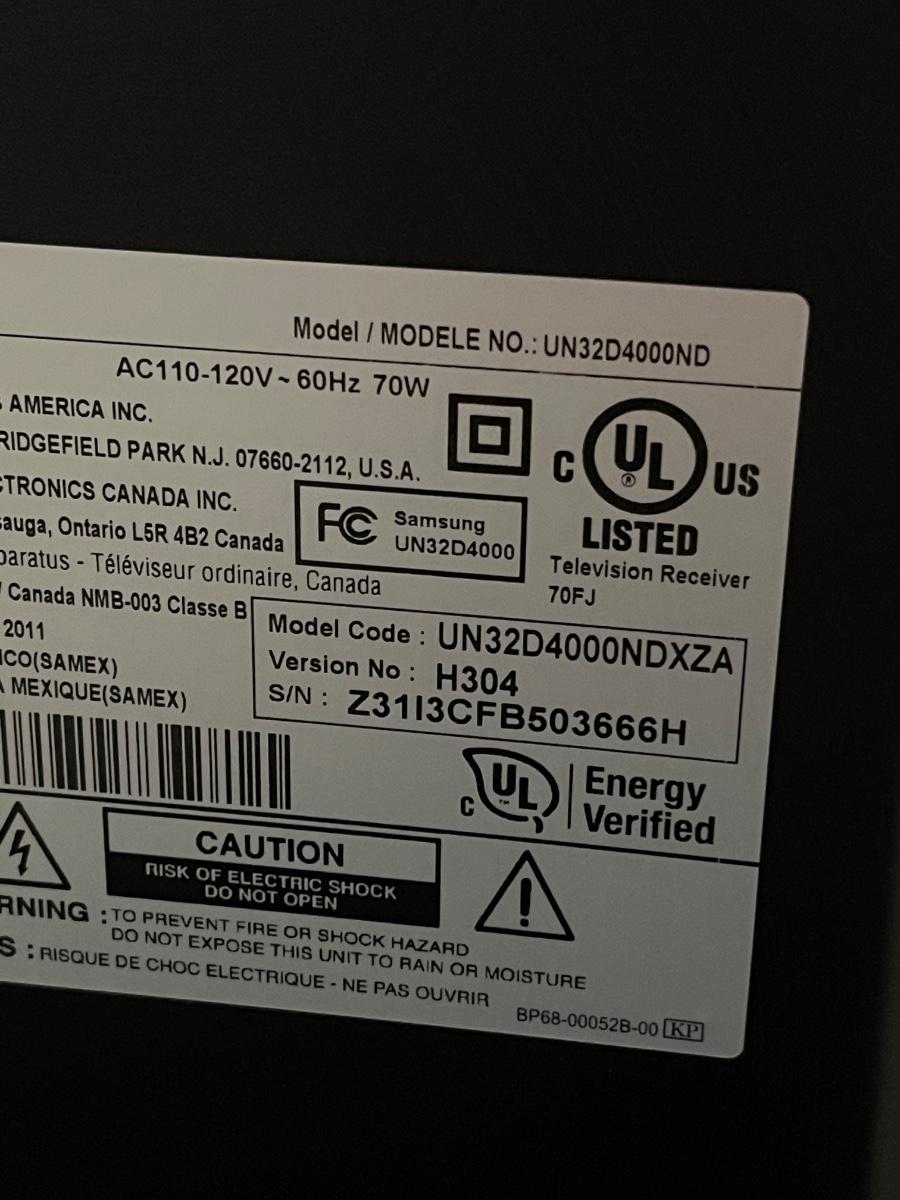 Model / MODELE NO.: UN32D4000ND
AC110-120V ~ 60Hz 70W
AMERICA INC.
RIDGEFIELD PARK N.J. 07660-2112, U.S.A.
CTRONICS CANADA INC.
sauga, Ontario L5R 4B2 Canada
paratus - Téléviseur ordinaire, Canada
/ Canada NMB-003 Classe B
2011
ICO(SAMEX)
A MEXIQUE(SAMEX)
FC Samsung
UN32D4000
C UL ® US
LISTED
Television Receiver
70FJ
Model Code : UN32D4000NDXZA
Version No : H304
S/N : Z31I3CFB503666H
C UL ™ Energy
Verified
CAUTION
RISK OF ELECTRIC SHOCK
DO NOT OPEN
RNING : TO PREVENT FIRE OR SHOCK HAZARD
DO NOT EXPOSE THIS UNIT TO RAIN OR MOISTURE
S : RISQUE DE CHOC ELECTRIQUE - NE PAS OUVRIR
BP68-00052B-00 KP